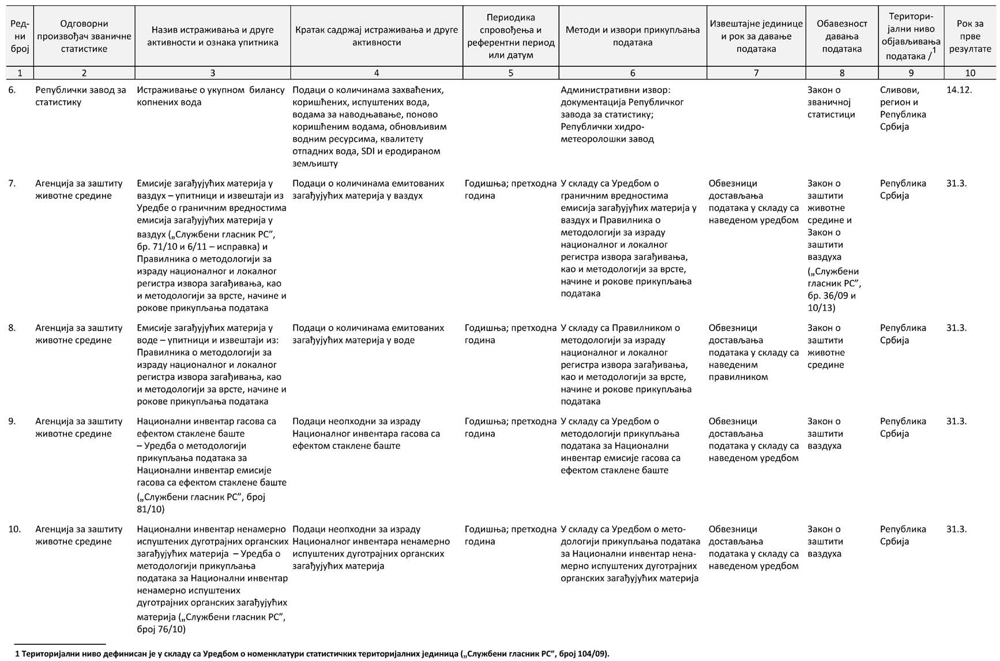 Ред-
ни
број
Одговорни
произвођач званичне
статистике
Назив истраживања и друге
активности и ознака упитника
Кратак садржај истраживања и друге
активности
Периодика
спровођења и
референтни период
или датум
Методи и извори прикупљања
података
Извештајне јединице
и рок за давање
података
Обавезност
давања
података
Територи-
јални ниво
објављивања
података /1
Рок за
прве
резултате
1 2 3 4 5 6 7 8 9 10
6.
Републички завод за
статистику
Истраживање о укупном билансу
копнених вода
Подаци о количинама захваћених,
коришћених, испуштених вода,
водама за наводњавање, поново
коришћеним водама, обновљивим
водним ресурсима, квалитету
отпадних вода, SDI и еродираном
земљишту
Административни извор:
документација Републичког
завода за статистику;
Републички хидро-
метеоролошки завод
Закон о
званичној
статистици
Сливови,
регион и
Република
Србија
14.12.
7.
Агенција за заштиту
животне средине
Емисије загађујућих материја у
ваздух – упитници и извештаји из
Уредбе о граничним вредностима
емисија загађујућих материја у
ваздух („Службени гласник РС”,
бр. 71/10 и 6/11 – исправка) и
Правилника о методологији за
израду националног и локалног
регистра извора загађивања, као
и методологији за врсте, начине и
рокове прикупљања података
Подаци о количинама емитованих
загађујућих материја у ваздух
Годишња; претходна
година
У складу са Уредбом о
граничним вредностима
емисија загађујућих материја у
ваздух и Правилника о
методологији за израду
националног и локалног
регистра извора загађивања,
као и методологији за врсте,
начине и рокове прикупљања
података
Обвезници
достављања
података у складу са
наведеном уредбом
Закон о
заштити
животне
средине и
Закон о
заштити
ваздуха
(„Службени
гласник РС”,
бр. 36/09 и
10/13)
Република
Србија
31.3.
8.
Агенција за заштиту
животне средине
Емисије загађујућих материја у
воде – упитници и извештаји из:
Правилника о методологији за
израду националног и локалног
регистра извора загађивања, као
и методологији за врсте, начине и
рокове прикупљања података
Подаци о количинама емитованих
загађујућих материја у воде
Годишња; претходна
година
У складу са Правилником о
методологији за израду
националног и локалног
регистра извора загађивања,
као и методологији за врсте,
начине и рокове прикупљања
података
Обвезници
достављања
података у складу са
наведеним
правилником
Закон о
заштити
животне
средине
Република
Србија
31.3.
9.
Агенција за заштиту
животне средине
Национални инвентар гасова са
ефектом стаклене баште
– Уредба о методологији
прикупљања података за
Национални инвентар емисије
гасова са ефектом стаклене баште
(„Службени гласник РС”, број
81/10)
Подаци неопходни за израду
Националног инвентара гасова са
ефектом стаклене баште
Годишња; претходна
година
У складу са Уредбом о
методологији прикупљања
података за Национални
инвентар емисије гасова са
ефектом стаклене баште
Обвезници
достављања
података у складу са
наведеном уредбом
Закон о
заштити
ваздуха
Република
Србија
31.3.
10.
Агенција за заштиту
животне средине
Национални инвентар ненамерно
испуштених дуготрајних органских
загађујућих материја – Уредба о
методологији прикупљања
података за Национални инвентар
ненамерно испуштених
дуготрајних органских загађујућих
материја („Службени гласник РС”,
број 76/10)
Подаци неопходни за израду
Националног инвентара ненамерно
испуштених дуготрајних органских
загађујућих материја
Годишња; претходна
година
У складу са Уредбом о мето-
дологији прикупљања података
за Национални инвентар нена-
мерно испуштених дуготрајних
органских загађујућих материја
Обвезници
достављања
података у складу са
наведеном уредбом
Закон о
заштити
ваздуха
Република
Србија
31.3.
1 Територијални ниво дефинисан је у складу са Уредбом о номенклатури статистичких територијалних јединица („Службени гласник РС”, број 104/09).